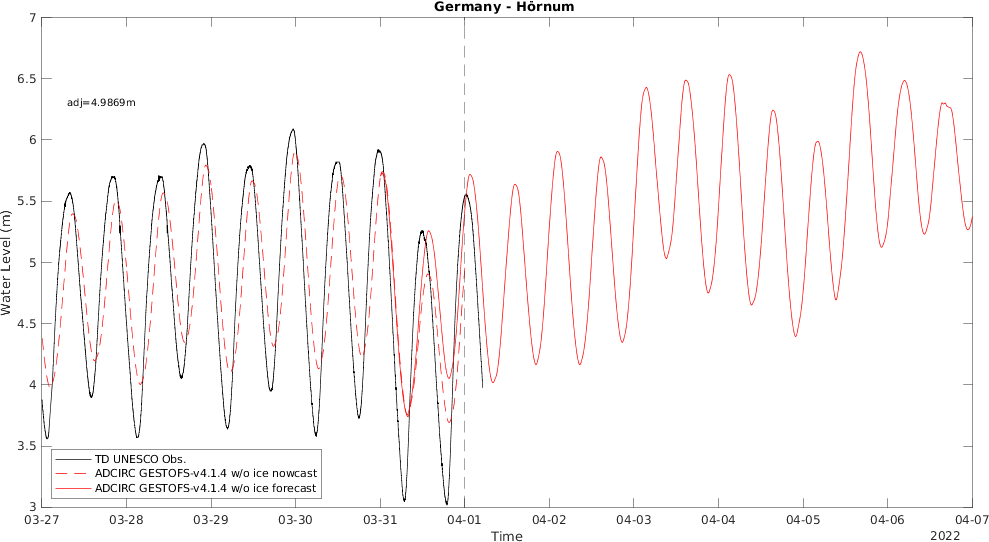 Germany - Hörnum
7
6.5
6
5.5
5
4.5
4
3.5
3
Water Level (m)
adj=4.9869m
TD UNESCO Obs.
ADCIRC GESTOFS-v4.1.4 w/o ice nowcast
ADCIRC GESTOFS-v4.1.4 w/o ice forecast
03-27 03-28 03-29 03-30 03-31 04-01 04-02 04-03 04-04 04-05 04-06 04-07
Time
2022